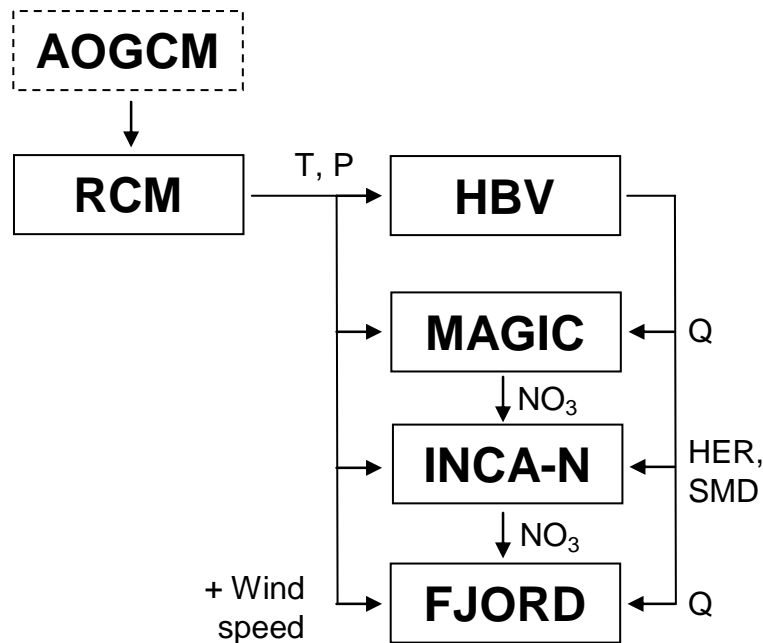 AOGCM
RCM
T, P
HBV
MAGIC
Q
NO₃
INCA-N
HER,
SMD
NO₃
+ Wind
speed
FJORD
Q